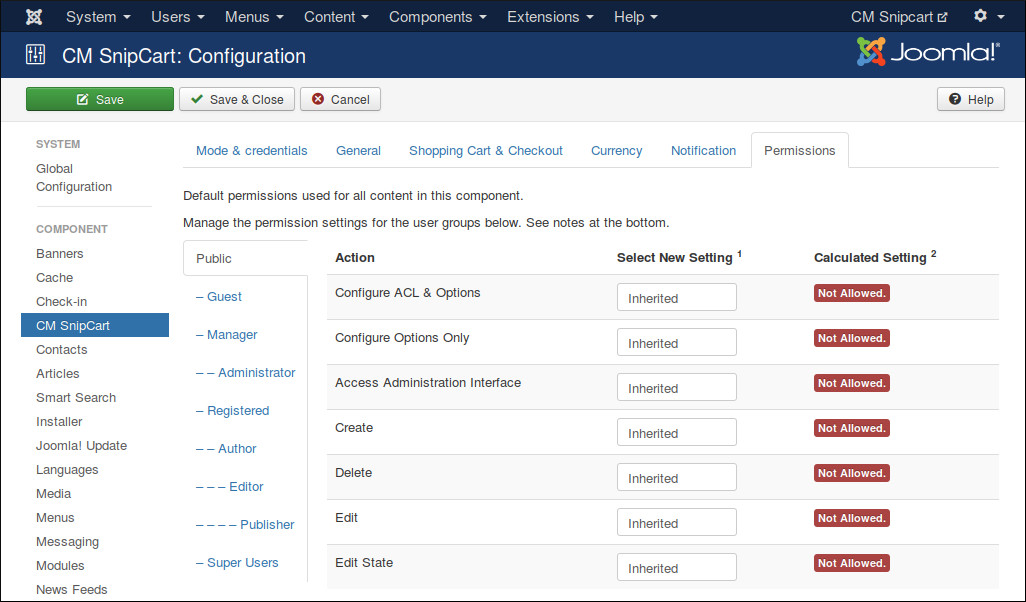 System Users Menus Content Components Extensions Help CM Snipcart
CM SnipCart: Configuration Joomla!®
Save Save & Close Cancel Help
SYSTEM
Global
Configuration
COMPONENT
Banners
Cache
Check-in
CM SnipCart
Contacts
Articles
Smart Search
Installer
Joomla! Update
Languages
Media
Menus
Messaging
Modules
News Feeds
Mode & credentials General Shopping Cart & Checkout Currency Notification Permissions
Default permissions used for all content in this component.
Manage the permission settings for the user groups below. See notes at the bottom.
Public
– Guest
– Manager
– – Administrator
– Registered
– – Author
– – – Editor
– – – – Publisher
– Super Users
Action Select New Setting 1 Calculated Setting 2
Configure ACL & Options Inherited Not Allowed.
Configure Options Only Inherited Not Allowed.
Access Administration Interface Inherited Not Allowed.
Create Inherited Not Allowed.
Delete Inherited Not Allowed.
Edit Inherited Not Allowed.
Edit State Inherited Not Allowed.